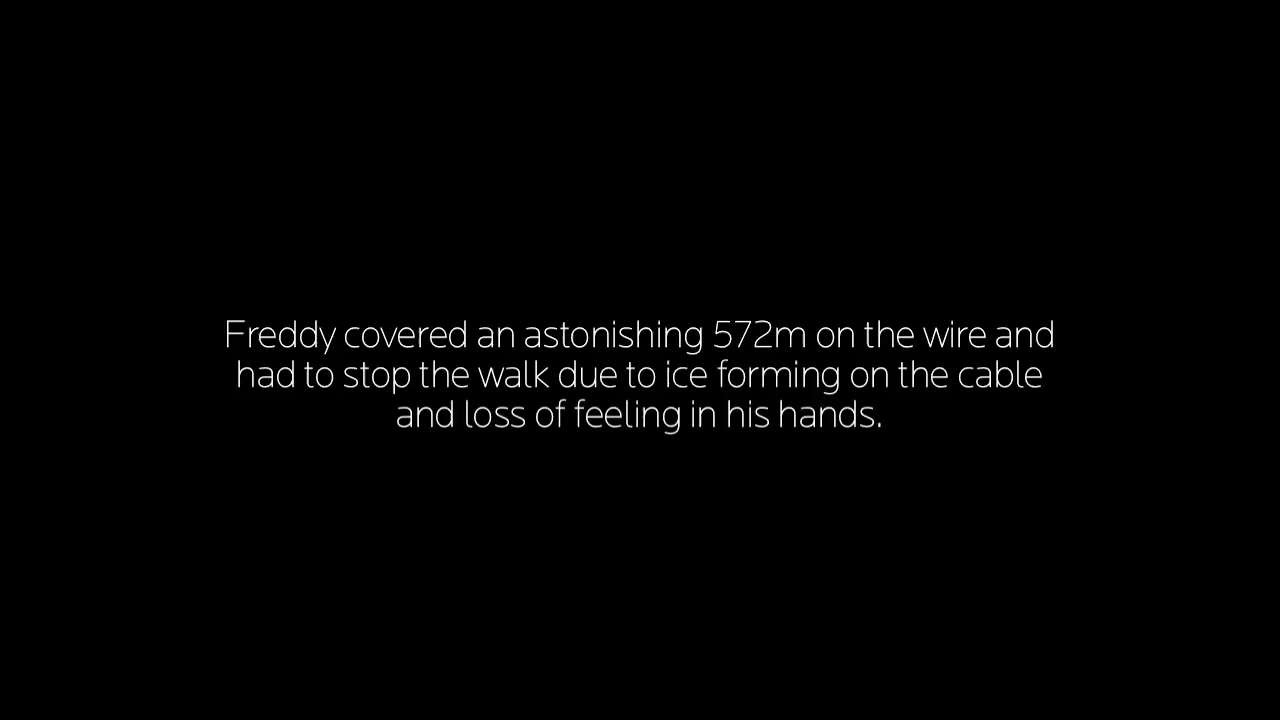 Freddy covered an astonishing 572m on the wire and
had to stop the walk due to ice forming on the cable
and loss of feeling in his hands.